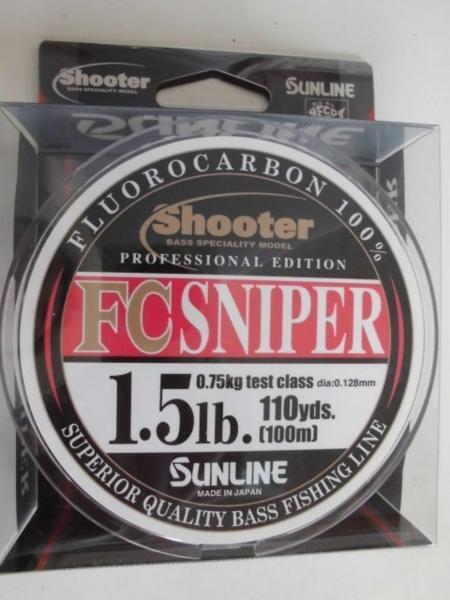 Shooter
BASS SPECIALITY MODEL
SUNLINE
SUNLINE
FLUOROCARBON 100%
Shooter
BASS SPECIALITY MODEL
PROFESSIONAL EDITION
FC SNIPER
1.5lb.
0.75kg test class dia:0.128mm
110yds.
(100m)
SUNLINE
MADE IN JAPAN
SUPERIOR QUALITY BASS FISHING LINE